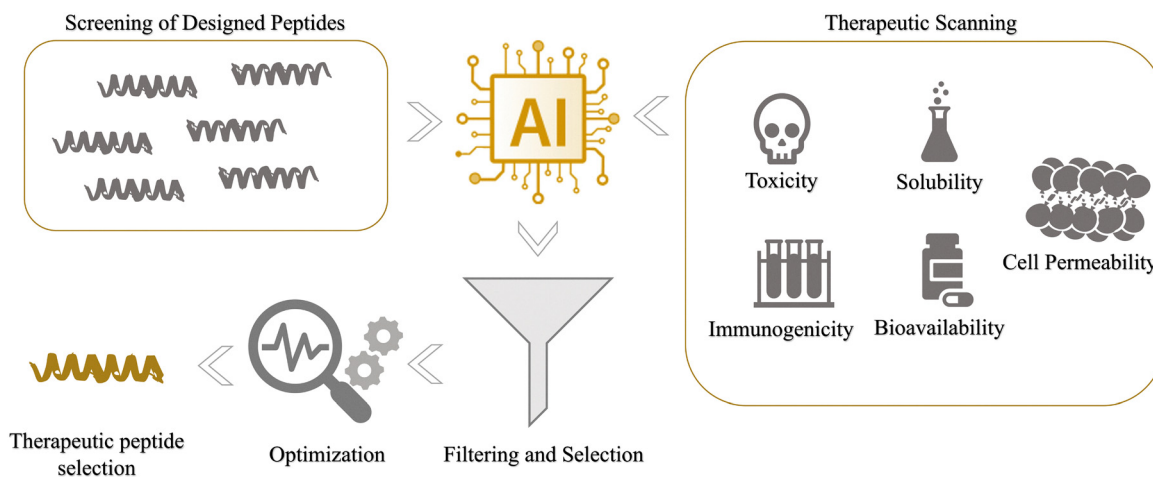 Screening of Designed Peptides
Therapeutic Scanning
AI
Toxicity
Solubility
Cell Permeability
Immunogenicity
Bioavailability
Therapeutic peptide
selection
Optimization
Filtering and Selection